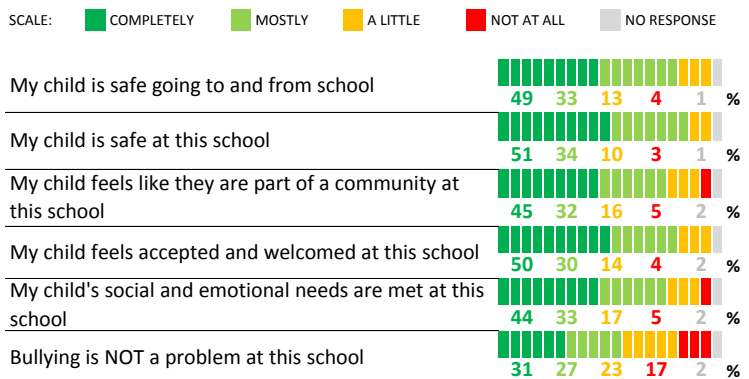 SCALE: COMPLETELY MOSTLY A LITTLE NOT AT ALL NO RESPONSE
My child is safe going to and from school
49 33 13 4 1 %
My child is safe at this school
51 34 10 3 1 %
My child feels like they are part of a community at
this school
45 32 16 5 2 %
My child feels accepted and welcomed at this school
50 30 14 4 2 %
My child's social and emotional needs are met at this
school
44 33 17 5 2 %
Bullying is NOT a problem at this school
31 27 23 17 2 %